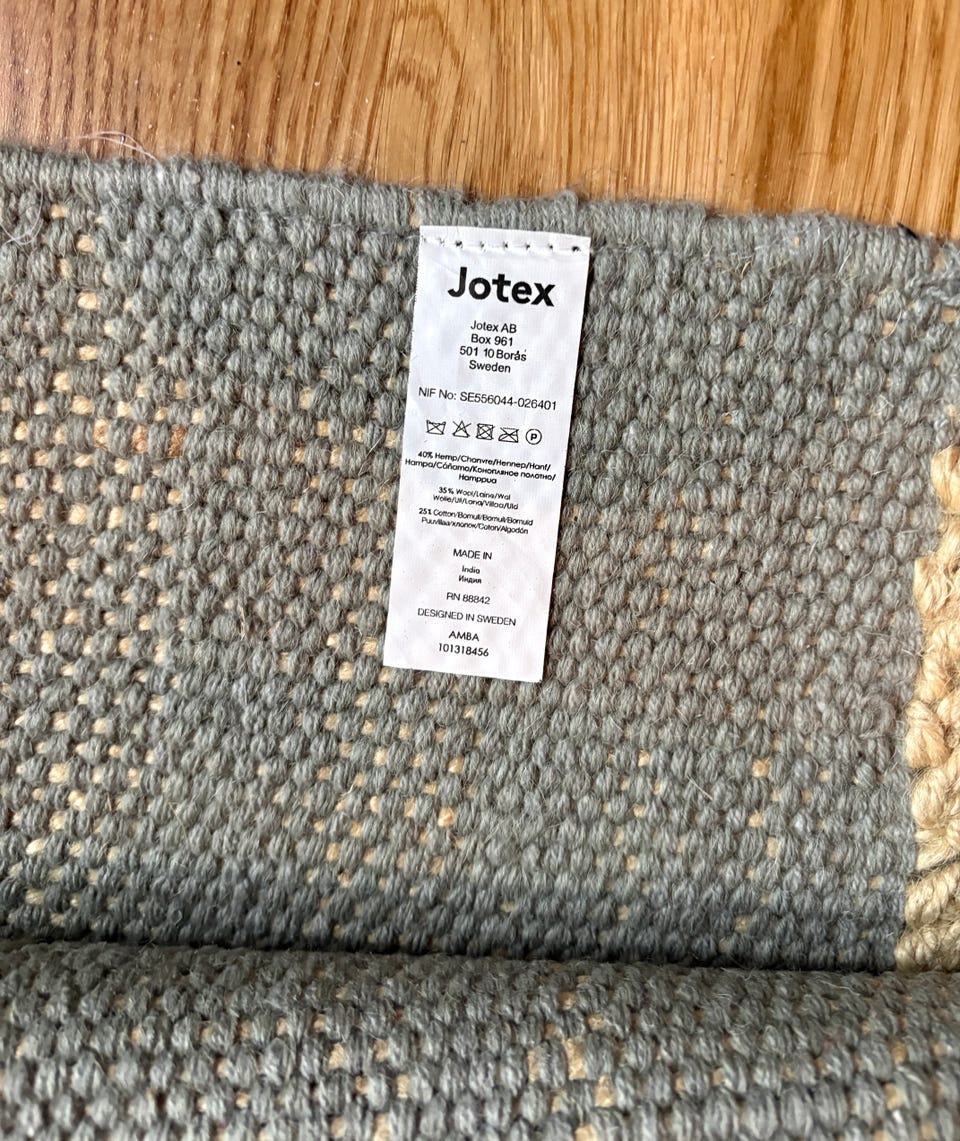 Jotex
Jotex AB
Box 961
501 10 Borås
Sweden
NIF No: SE556044-026401
P
40% Hemp/Chanvre/Hennep/Hanf/
Hampa/Cáñamo/Конопляное полотно/
Hamppua
35% Wool/Laine/Wol
Wolle/Ull/Lana/Villaa/Uld
25% Cotton/Bomull/Bomull/Bomuld
Puuvillaa/хлопок/Coton/Algodón
MADE IN
India
Индия
RN 88842
DESIGNED IN SWEDEN
AMBA
101318456